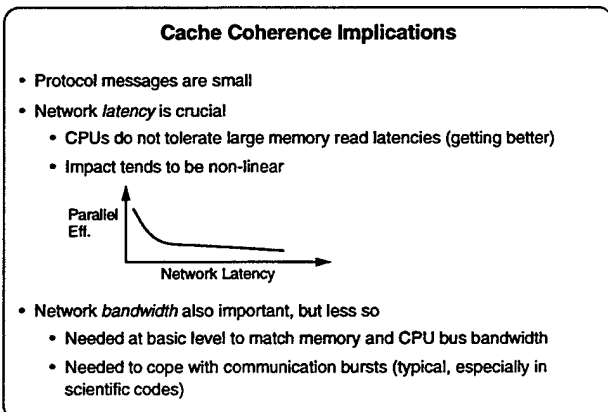 Cache Coherence Implications
• Protocol messages are small
• Network latency is crucial
• CPUs do not tolerate large memory read latencies (getting better)
• Impact tends to be non-linear
Parallel
Eff.
Network Latency
• Network bandwidth also important, but less so
• Needed at basic level to match memory and CPU bus bandwidth
• Needed to cope with communication bursts (typical, especially in
scientific codes)